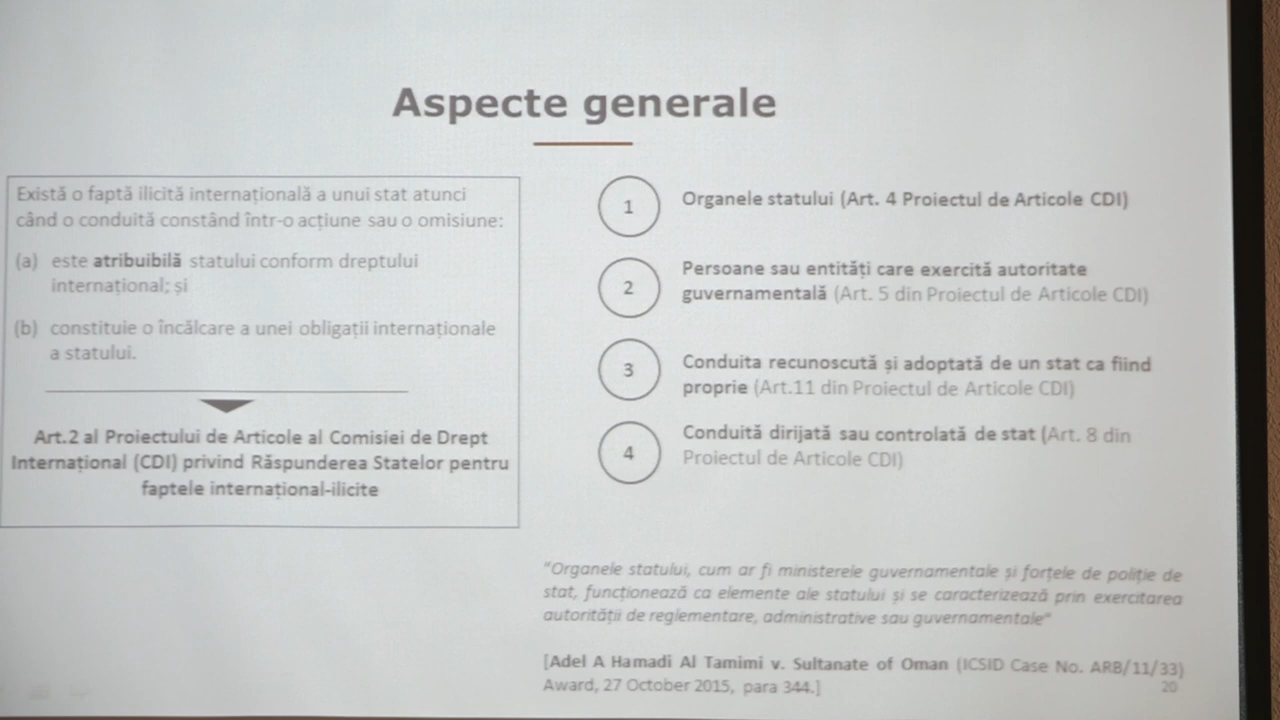 Aspecte generale
Există o faptă ilicită internațională a unui stat atunci
când o conduită constând într-o acțiune sau o omisiune:
(a) este atribuibilă statului conform dreptului
internațional; și
(b) constituie o încălcare a unei obligații internaționale
a statului.
Art.2 al Proiectului de Articole al Comisiei de Drept
Internațional (CDI) privind Răspunderea Statelor pentru
faptele internațional-ilicite
1
Organele statului (Art. 4 Proiectul de Articole CDI)
2
Persoane sau entități care exercită autoritate
guvernamentală (Art. 5 din Proiectul de Articole CDI)
3
Conduita recunoscută și adoptată de un stat ca fiind
proprie (Art.11 din Proiectul de Articole CDI)
4
Conduită dirijată sau controlată de stat (Art. 8 din
Proiectul de Articole CDI)
"Organele statului, cum ar fi ministerele guvernamentale și forțele de poliție de
stat, funcționează ca elemente ale statului și se caracterizează prin exercitarea
autorității de reglementare, administrative sau guvernamentale"
[Adel A Hamadi Al Tamimi v. Sultanate of Oman (ICSID Case No. ARB/11/33)
Award, 27 October 2015, para 344.]
20